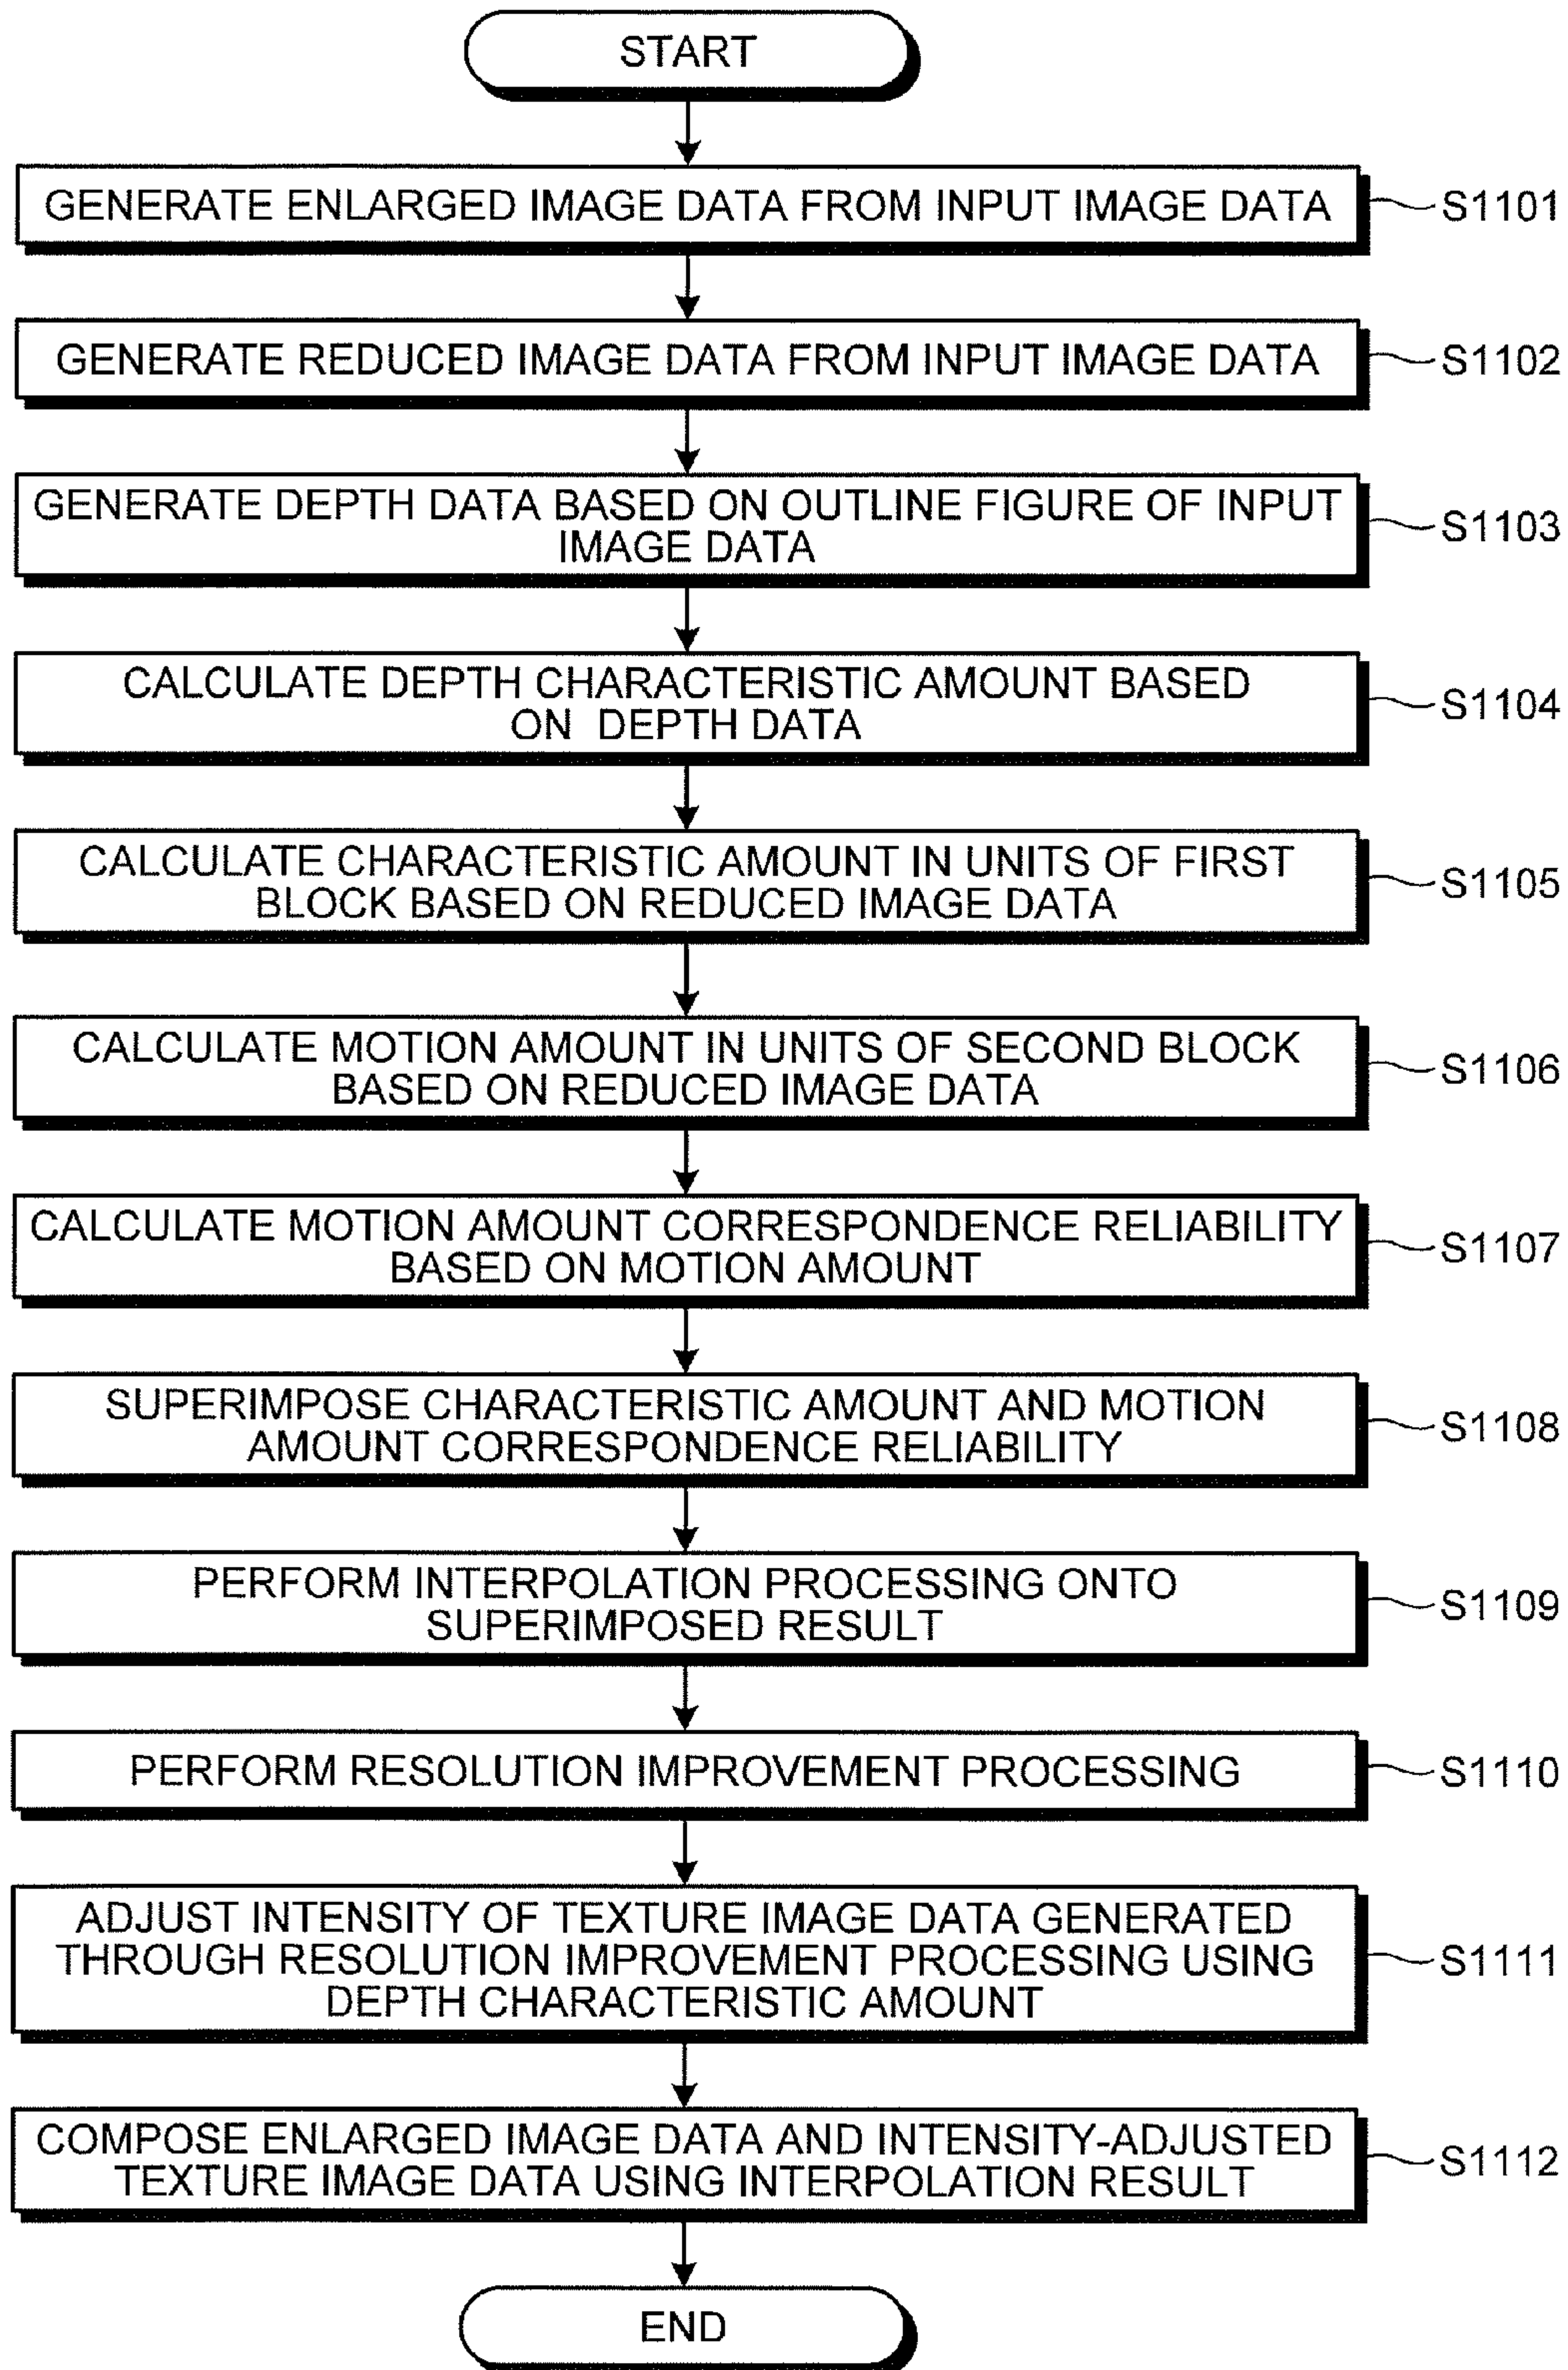 START
GENERATE ENLARGED IMAGE DATA FROM INPUT IMAGE DATA
S1101
GENERATE REDUCED IMAGE DATA FROM INPUT IMAGE DATA
S1102
GENERATE DEPTH DATA BASED ON OUTLINE FIGURE OF INPUT
IMAGE DATA
S1103
CALCULATE DEPTH CHARACTERISTIC AMOUNT BASED
ON DEPTH DATA
S1104
CALCULATE CHARACTERISTIC AMOUNT IN UNITS OF FIRST
BLOCK BASED ON REDUCED IMAGE DATA
S1105
CALCULATE MOTION AMOUNT IN UNITS OF SECOND BLOCK
BASED ON REDUCED IMAGE DATA
S1106
CALCULATE MOTION AMOUNT CORRESPONDENCE RELIABILITY
BASED ON MOTION AMOUNT
S1107
SUPERIMPOSE CHARACTERISTIC AMOUNT AND MOTION
AMOUNT CORRESPONDENCE RELIABILITY
S1108
PERFORM INTERPOLATION PROCESSING ONTO
SUPERIMPOSED RESULT
S1109
PERFORM RESOLUTION IMPROVEMENT PROCESSING
S1110
ADJUST INTENSITY OF TEXTURE IMAGE DATA GENERATED
THROUGH RESOLUTION IMPROVEMENT PROCESSING USING
DEPTH CHARACTERISTIC AMOUNT
S1111
COMPOSE ENLARGED IMAGE DATA AND INTENSITY-ADJUSTED
TEXTURE IMAGE DATA USING INTERPOLATION RESULT
S1112
END